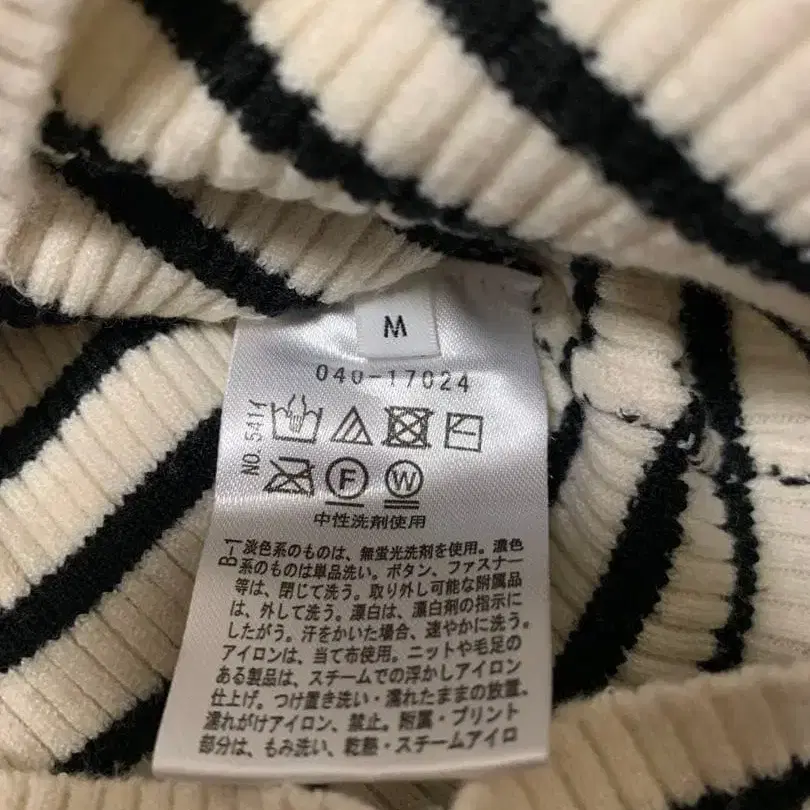 M
040-17024
NO.5414
F W
中性洗剤使用
B-1
淡色系のものは、無蛍光洗剤を使用。濃色
系のものは単品洗い。ボタン、ファスナー
等は、閉じて洗う。取り外し可能な附属品
は、外して洗う。漂白は、漂白剤の指示に
したがう。汗をかいた場合、速やかに洗う。
アイロンは、当て布使用。ニットや毛足の
ある製品は、スチームでの浮かしアイロン
仕上げ。つけ置き洗い・濡れたままの放置、
濡れがけアイロン、禁止。附属・プリント
部分は、もみ洗い、乾熱・スチームアイロ